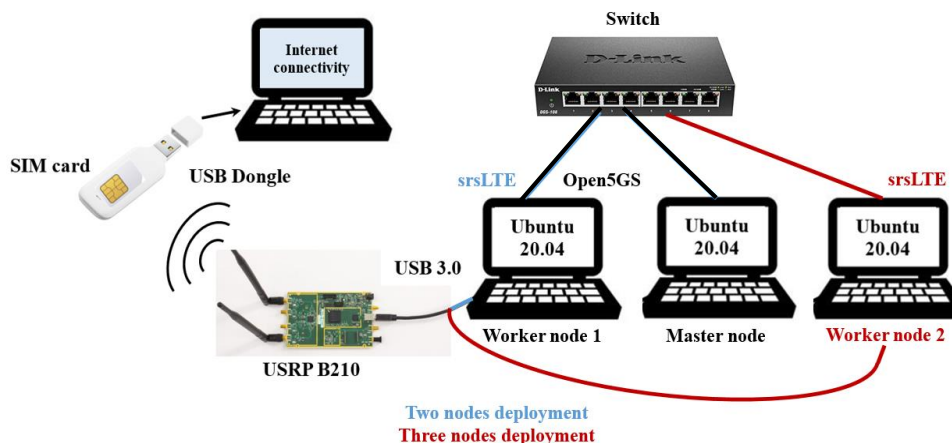 Switch
Internet
connectivity
D-Link
D-Link
SIM card
USB Dongle
srsLTE
Open5GS
srsLTE
Ubuntu
20.04
Ubuntu
20.04
Ubuntu
20.04
USB 3.0
Worker node 1
Master node
Worker node 2
USRP B210
Two nodes deployment
Three nodes deployment